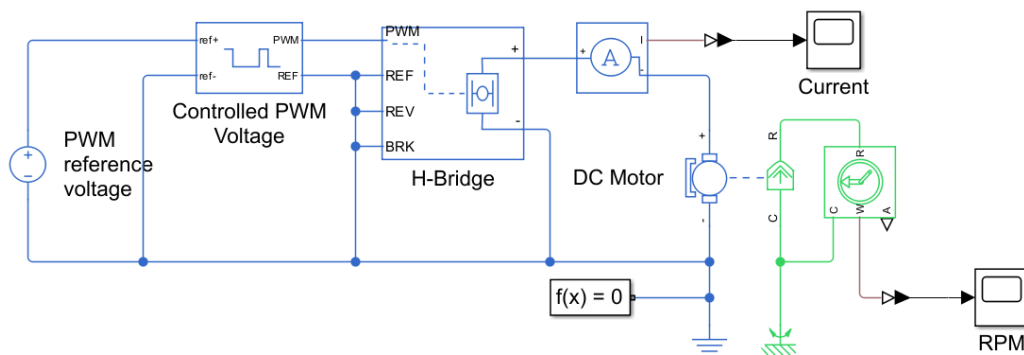 ref+
ref-
PWM
REF
Controlled PWM
Voltage
PWM
reference
voltage
+
−
PWM
REF
REV
BRK
+
-
H-Bridge
+
A
I
-
Current
DC Motor
+
-
R
C
R
C
W
A
f(x) = 0
RPM